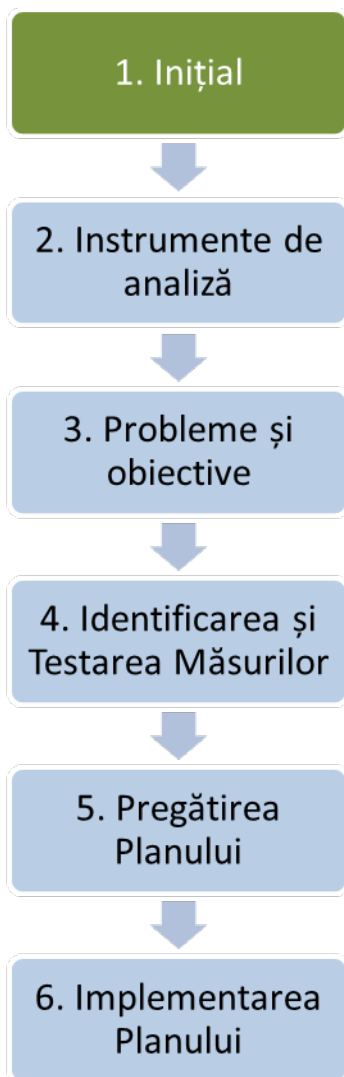 1. Inițial
2. Instrumente de
analiză
3. Probleme și
obiective
4. Identificarea și
Testarea Măsurilor
5. Pregătirea
Planului
6. Implementarea
Planului